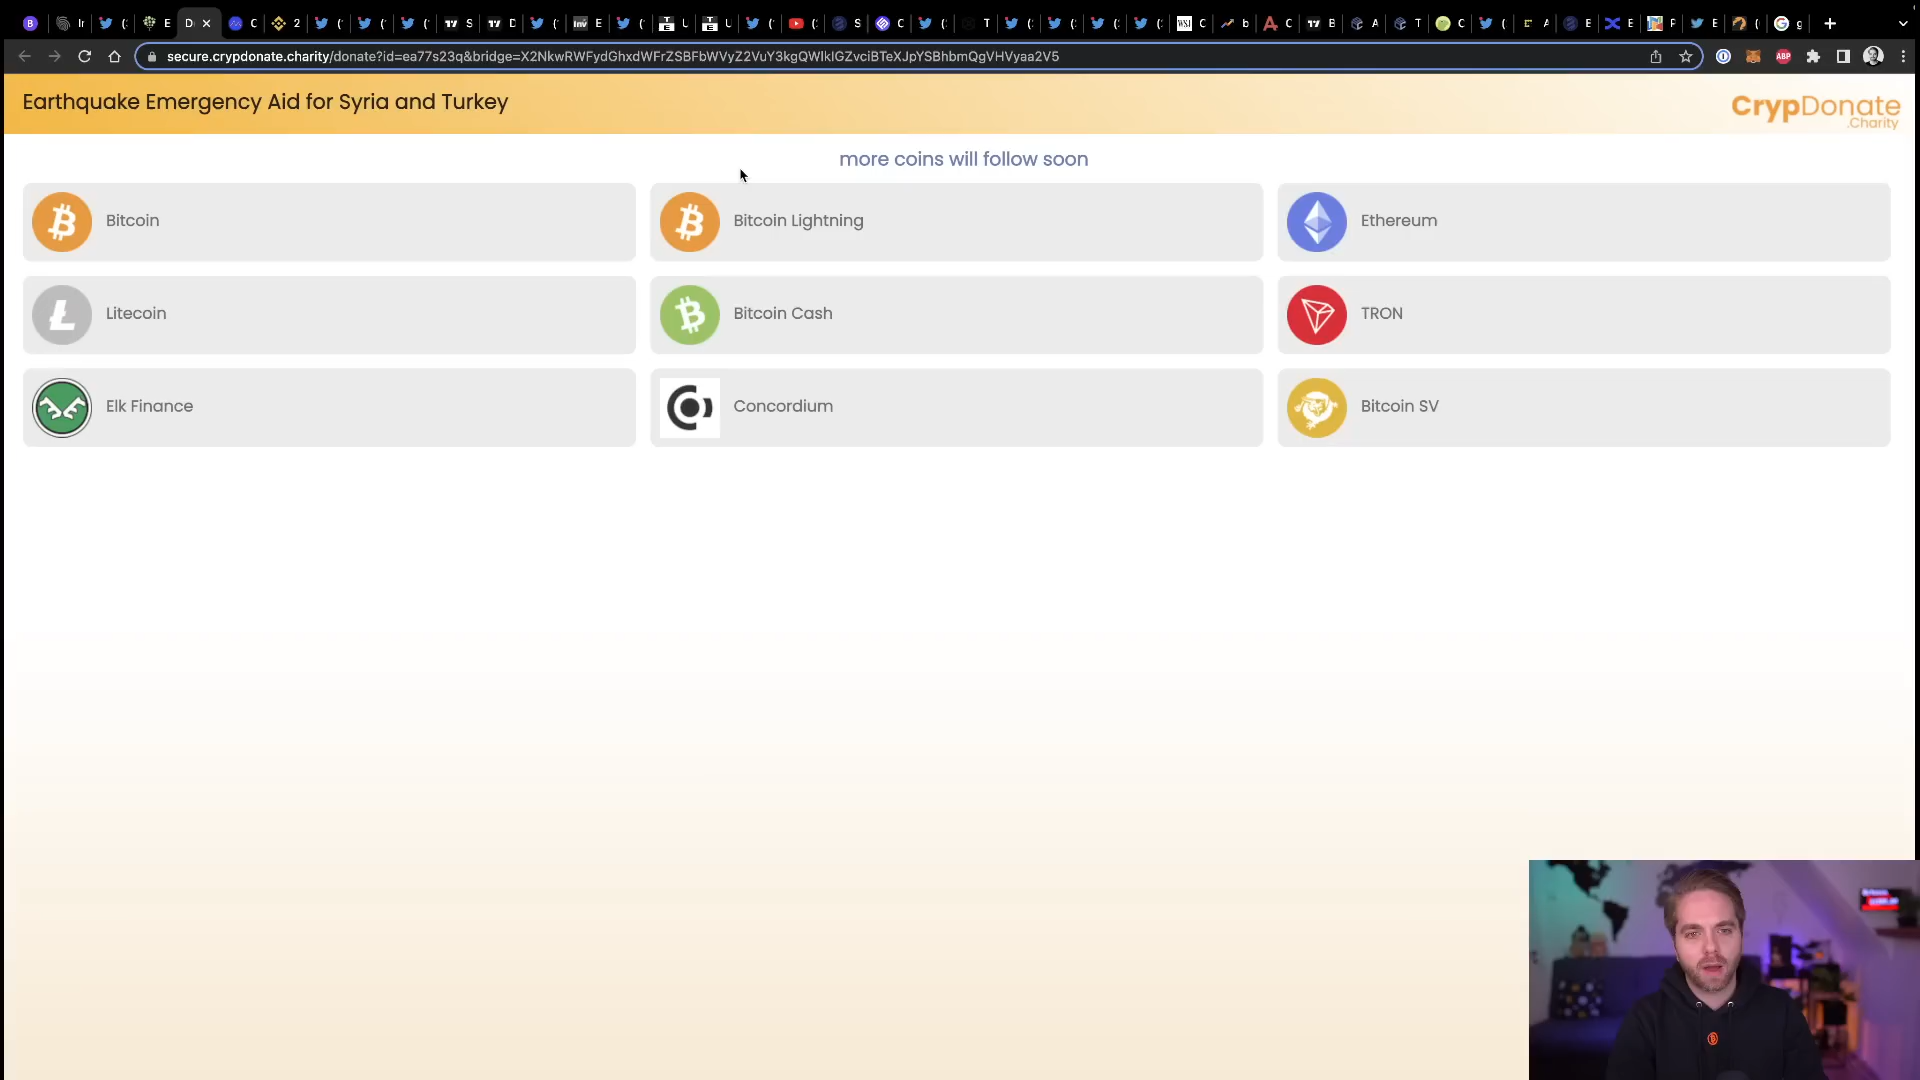 D
secure.crypdonate.charity/donate?id=ea77s23q&bridge=X2NkwRWFydGhxdWFrZSBFbWVyZ2VuY3kgQWlkIGZvciBTeXJpYSBhbmQgVHVya2V5
ABP
Earthquake Emergency Aid for Syria and Turkey
CrypDonate
.Charity
more coins will follow soon
Bitcoin
Bitcoin Lightning
Ethereum
Litecoin
Bitcoin Cash
TRON
Elk Finance
Concordium
Bitcoin SV